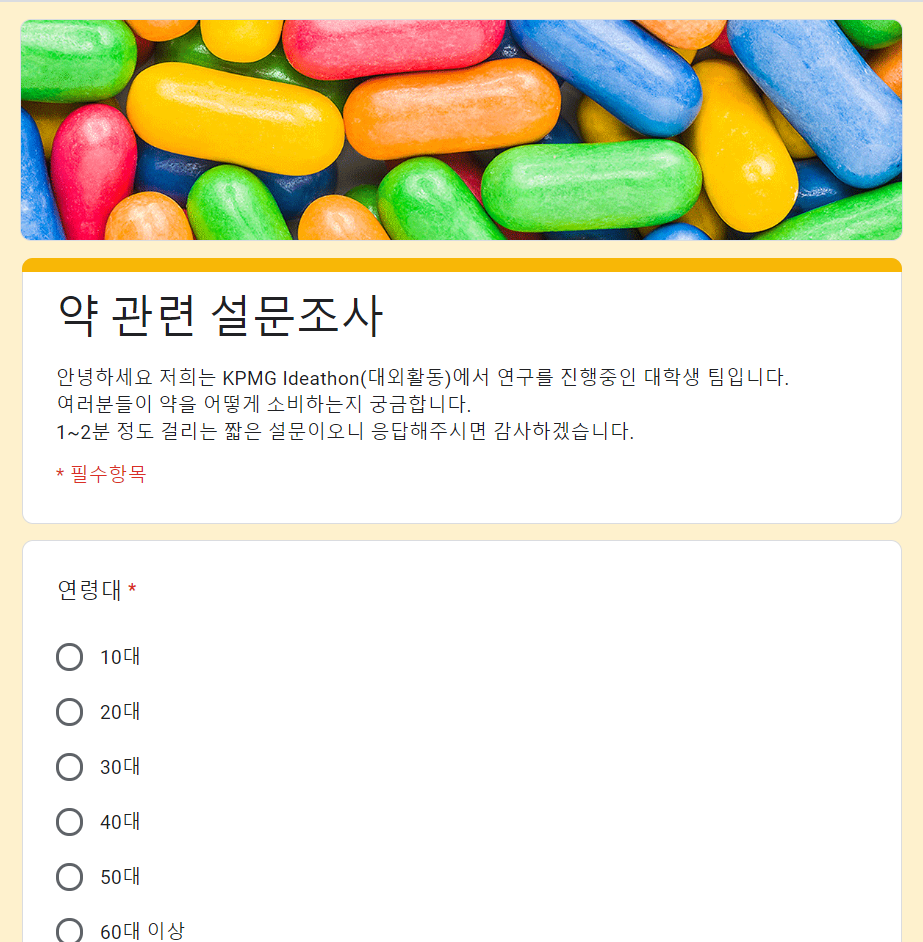 약 관련 설문조사
안녕하세요 저희는 KPMG Ideathon(대외활동)에서 연구를 진행중인 대학생 팀입니다.
여러분들이 약을 어떻게 소비하는지 궁금합니다.
1~2분 정도 걸리는 짧은 설문이오니 응답해주시면 감사하겠습니다.
* 필수항목
연령대 *
10대
20대
30대
40대
50대
60대 이상